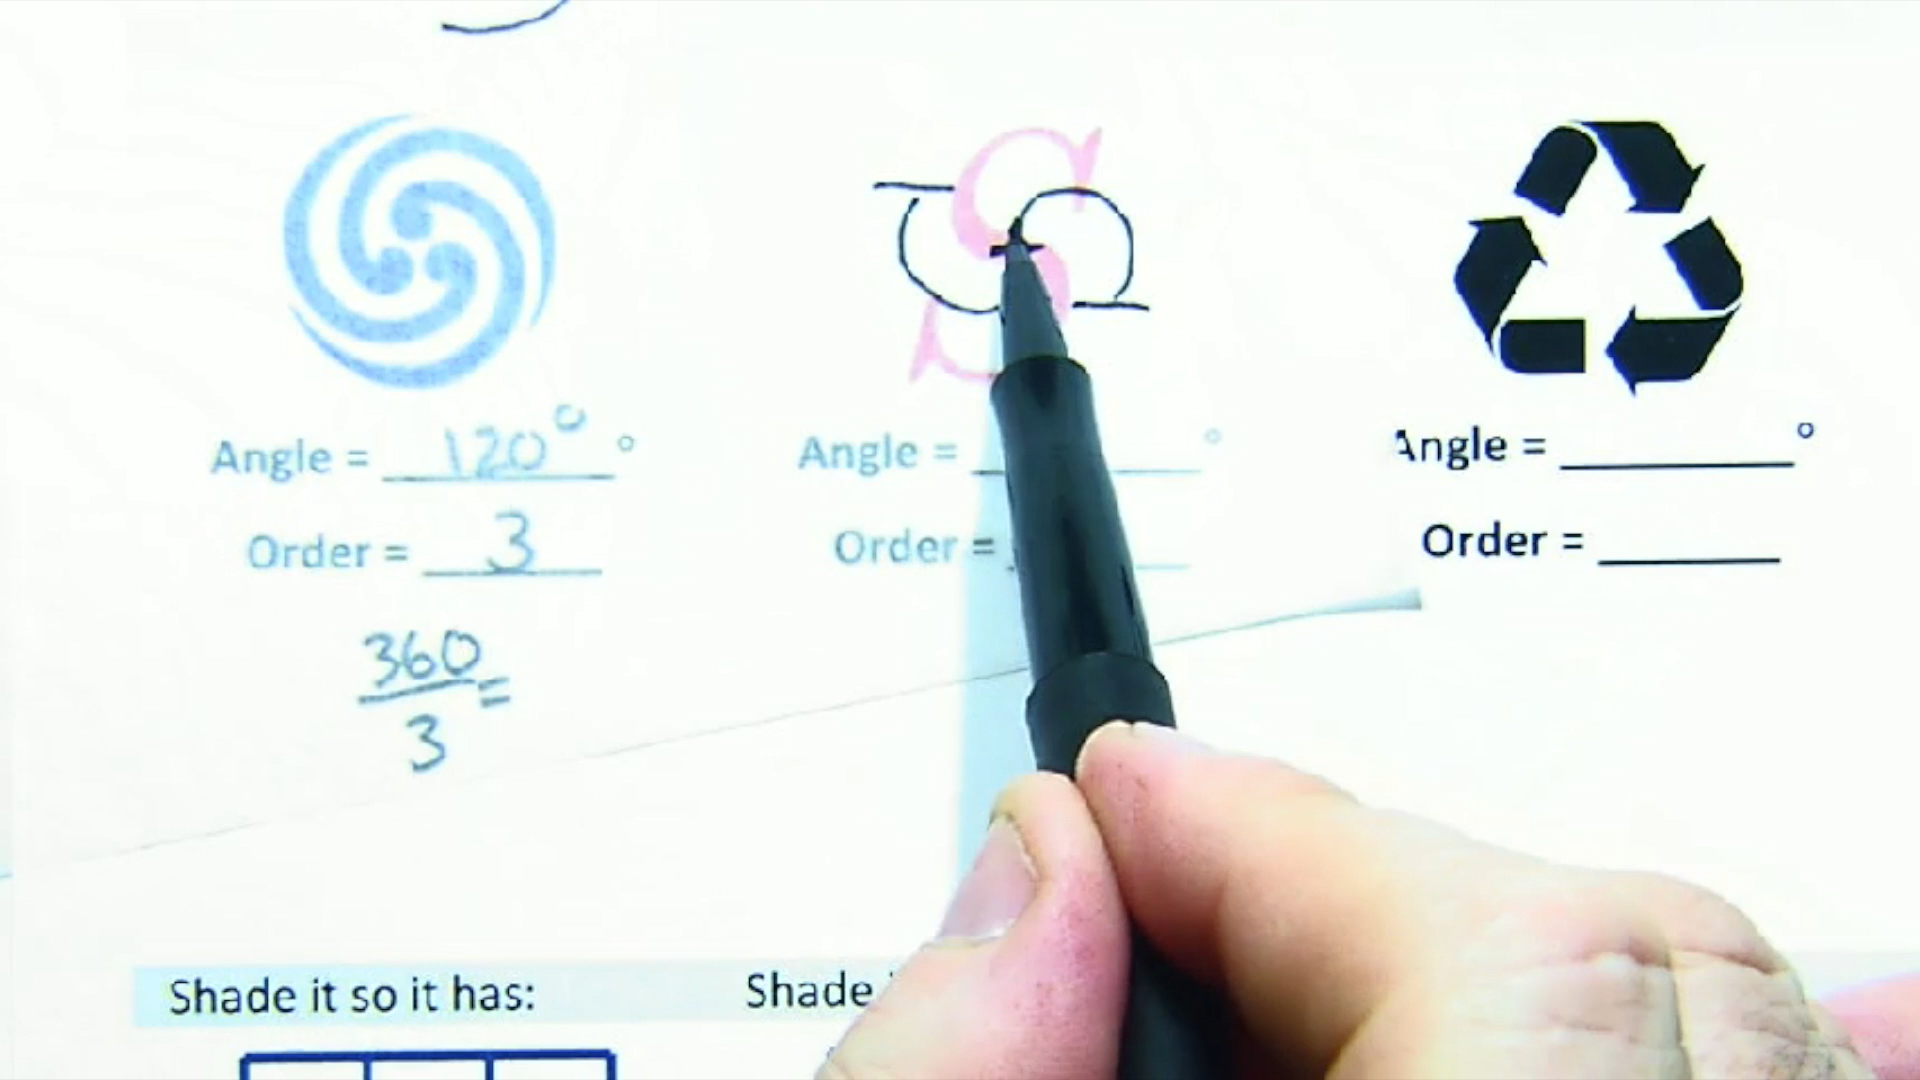 Angle = 120° °
Order = 3
360
3
=
S
Angle = °
Order =
Angle = °
Order =
Shade it so it has:
Shade